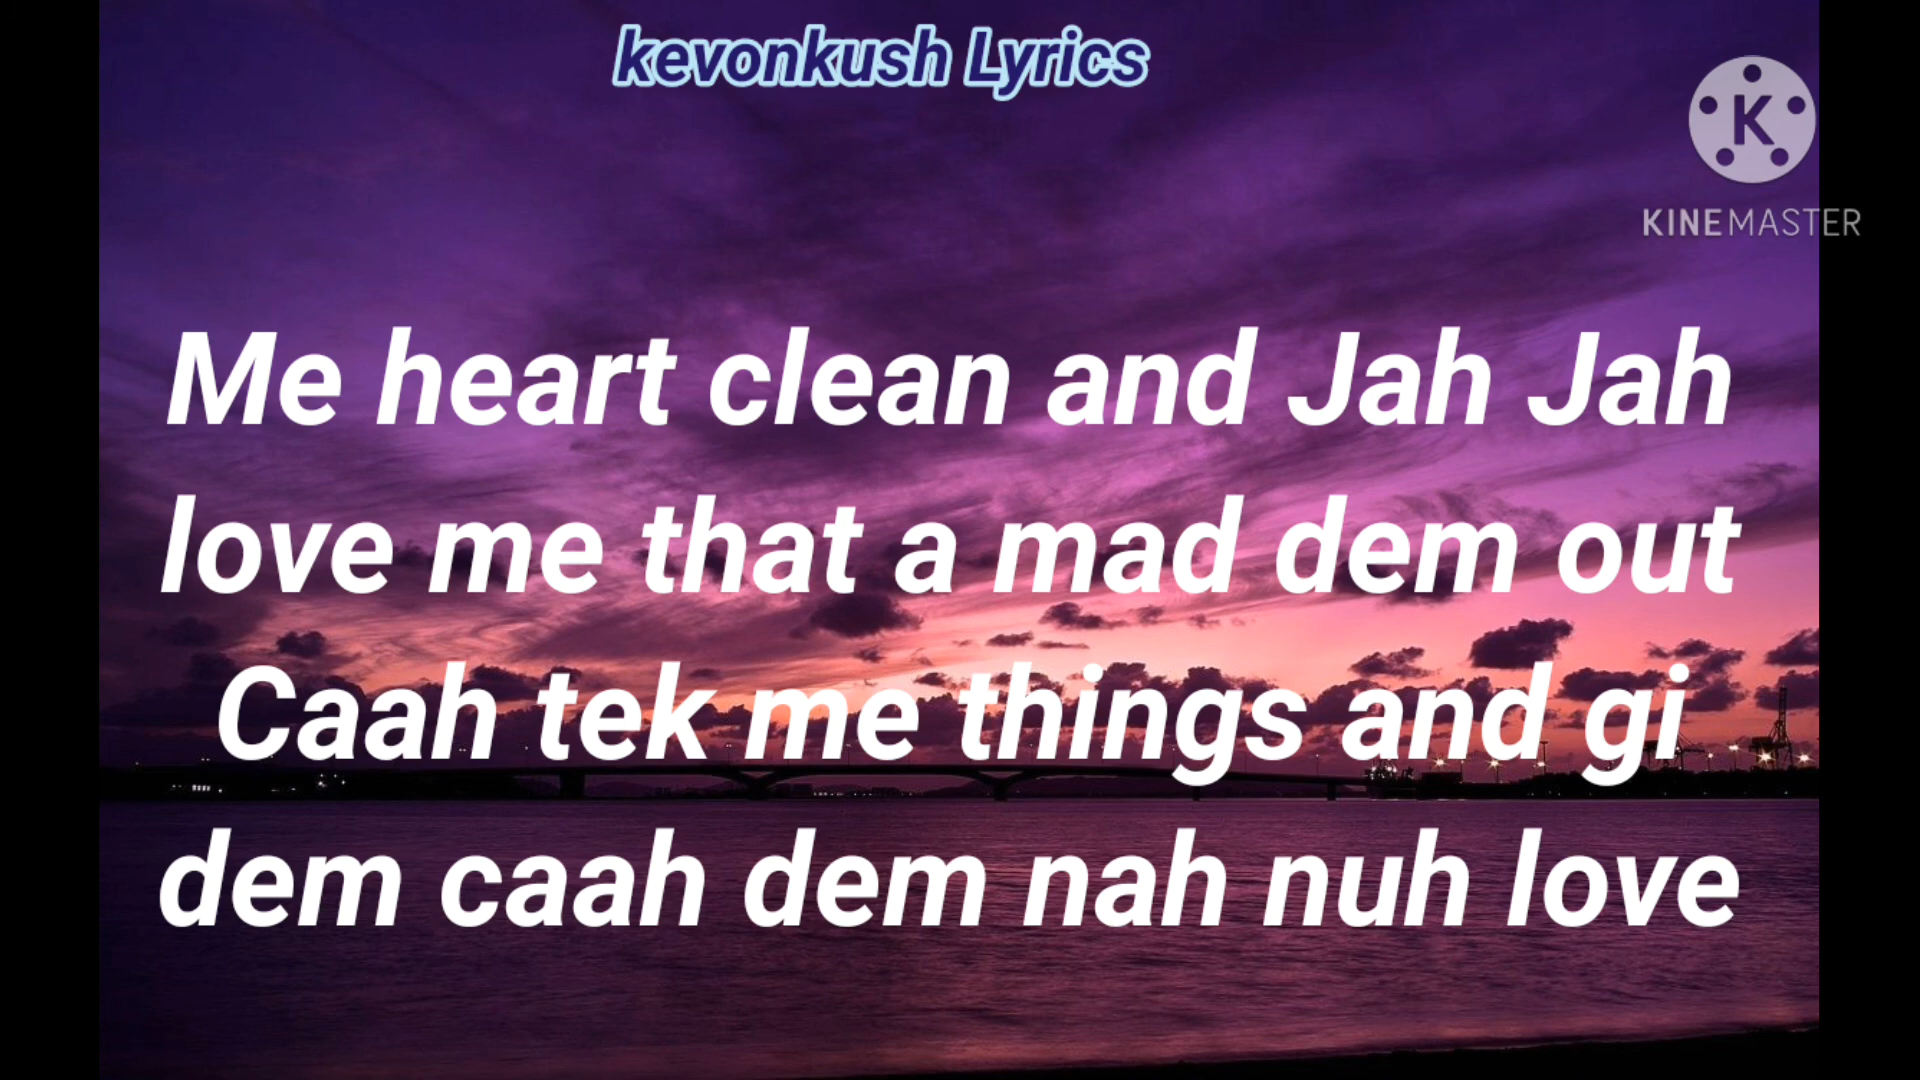 kevonkush Lyrics
K
KINEMASTER
Me heart clean and Jah Jah
love me that a mad dem out
Caah tek me things and gi
dem caah dem nah nuh love